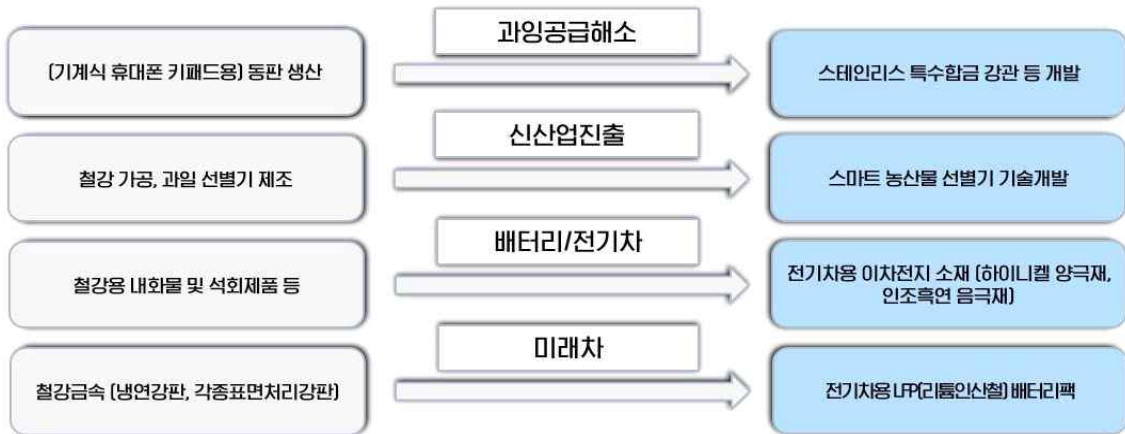 과잉공급해소
(기계식 휴대폰 키패드용) 동판 생산
스테인리스 특수합금 강관 등 개발
신산업진출
철강 가공, 과일 선별기 제조
스마트 농산물 선별기 기술개발
배터리/전기차
철강용 내화물 및 석회제품 등
전기차용 이차전지 소재 (하이니켈 양극재,
인조흑연 음극재)
미래차
철강금속 (냉연강판, 각종표면처리강판)
전기차용 LFP(리튬인산철) 배터리팩